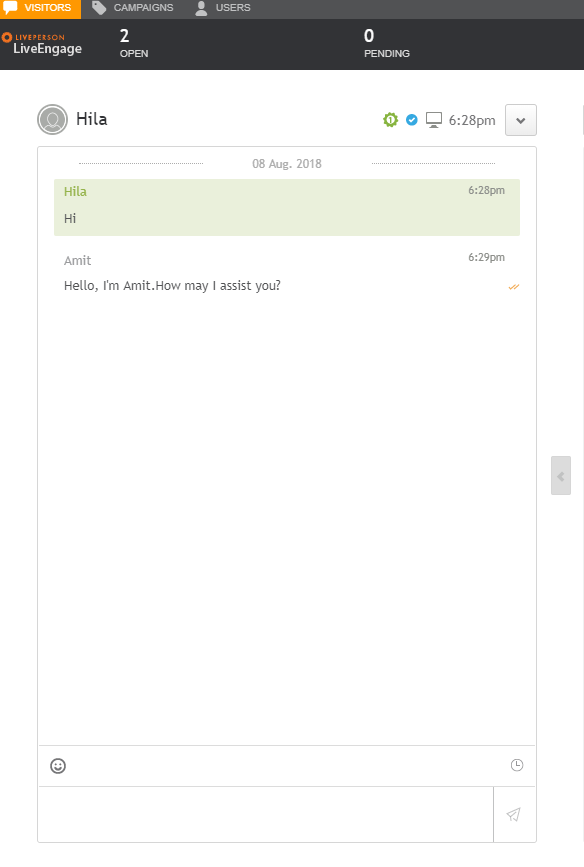 VISITORS CAMPAIGNS USERS
LIVEPERSON
LiveEngage
2
OPEN
0
PENDING
Hila 1 6:28pm
08 Aug. 2018
Hila 6:28pm
Hi
Amit 6:29pm
Hello, I'm Amit.How may I assist you?